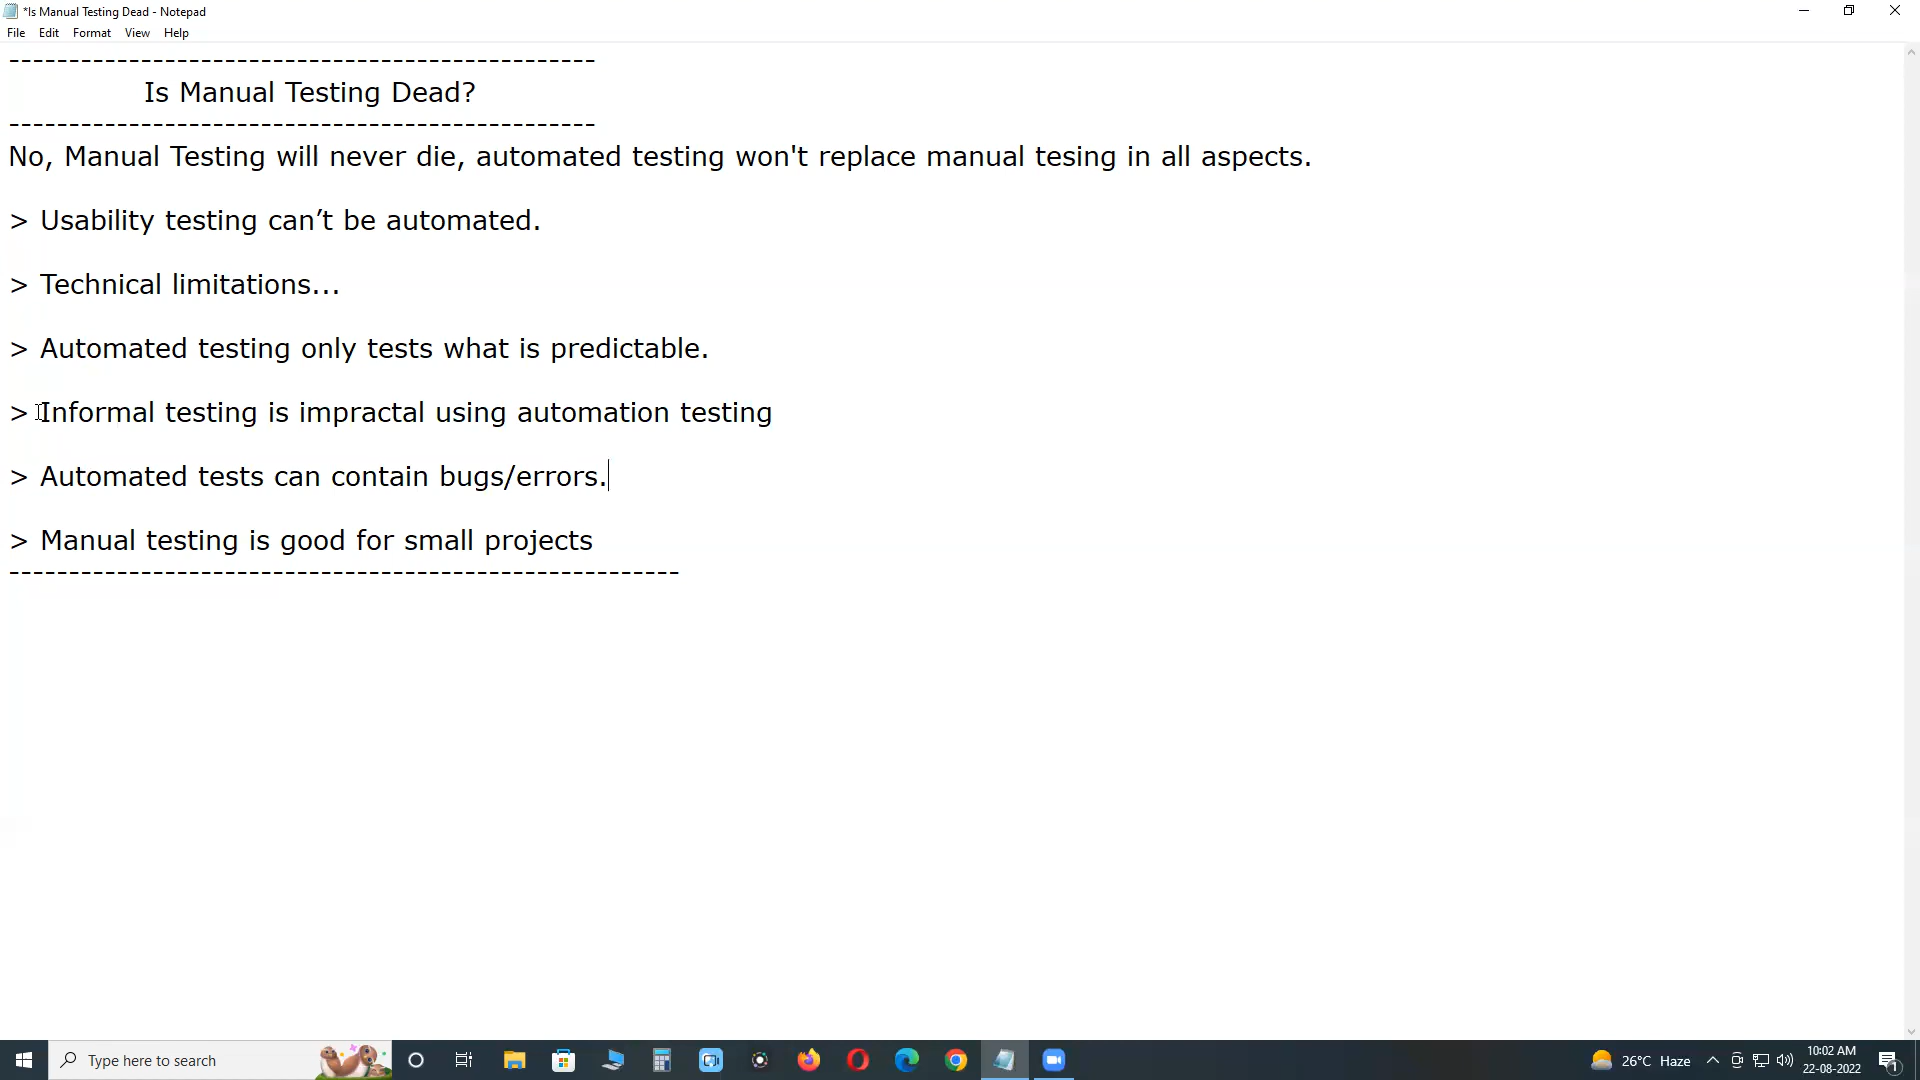 *Is Manual Testing Dead - Notepad
File Edit Format View Help
-------------------------------------------------
Is Manual Testing Dead?
-------------------------------------------------
No, Manual Testing will never die, automated testing won't replace manual tesing in all aspects.
> Usability testing can’t be automated.
> Technical limitations...
> Automated testing only tests what is predictable.
> Informal testing is impractal using automation testing
> Automated tests can contain bugs/errors.
> Manual testing is good for small projects
--------------------------------------------------------
Type here to search
26°C Haze
10:02 AM
22-08-2022
1